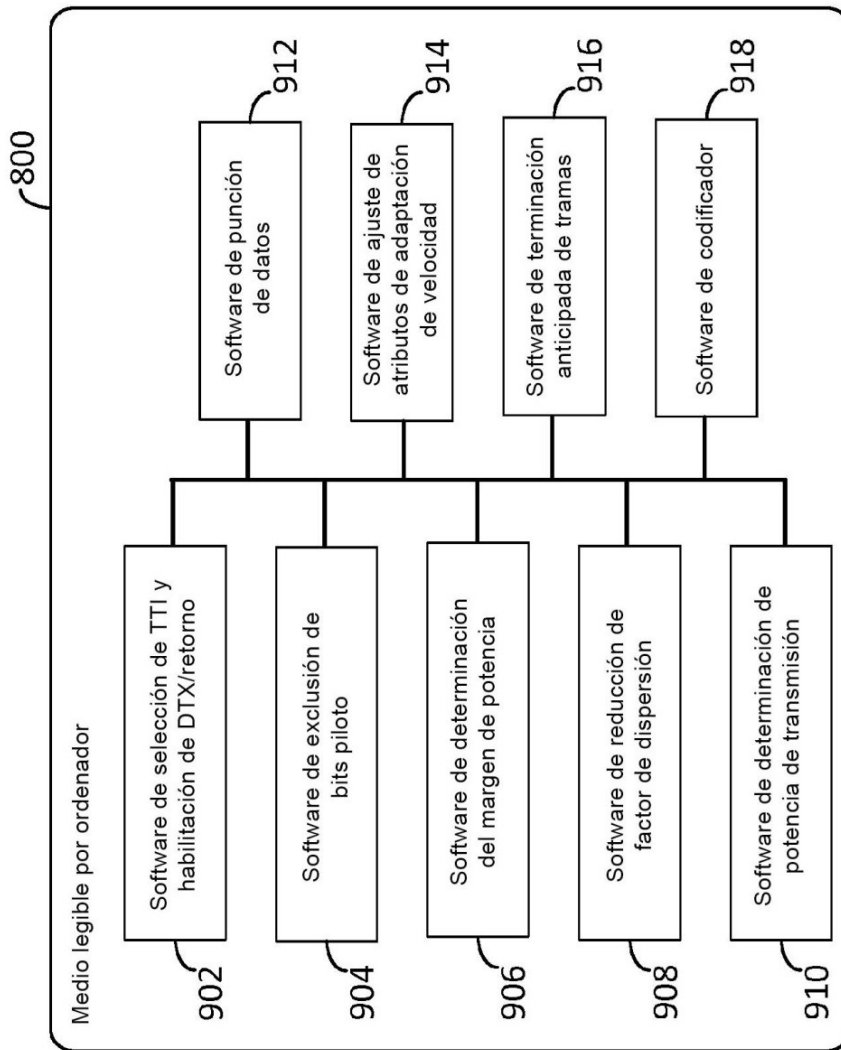 800
Medio legible por ordenador
902
Software de selección de TTI y
habilitación de DTX/retorno
904
Software de exclusión de
bits piloto
906
Software de determinación
del margen de potencia
908
Software de reducción de
factor de dispersión
910
Software de determinación de
potencia de transmisión
912
Software de punción
de datos
914
Software de ajuste de
atributos de adaptación
de velocidad
916
Software de terminación
anticipada de tramas
918
Software de codificador